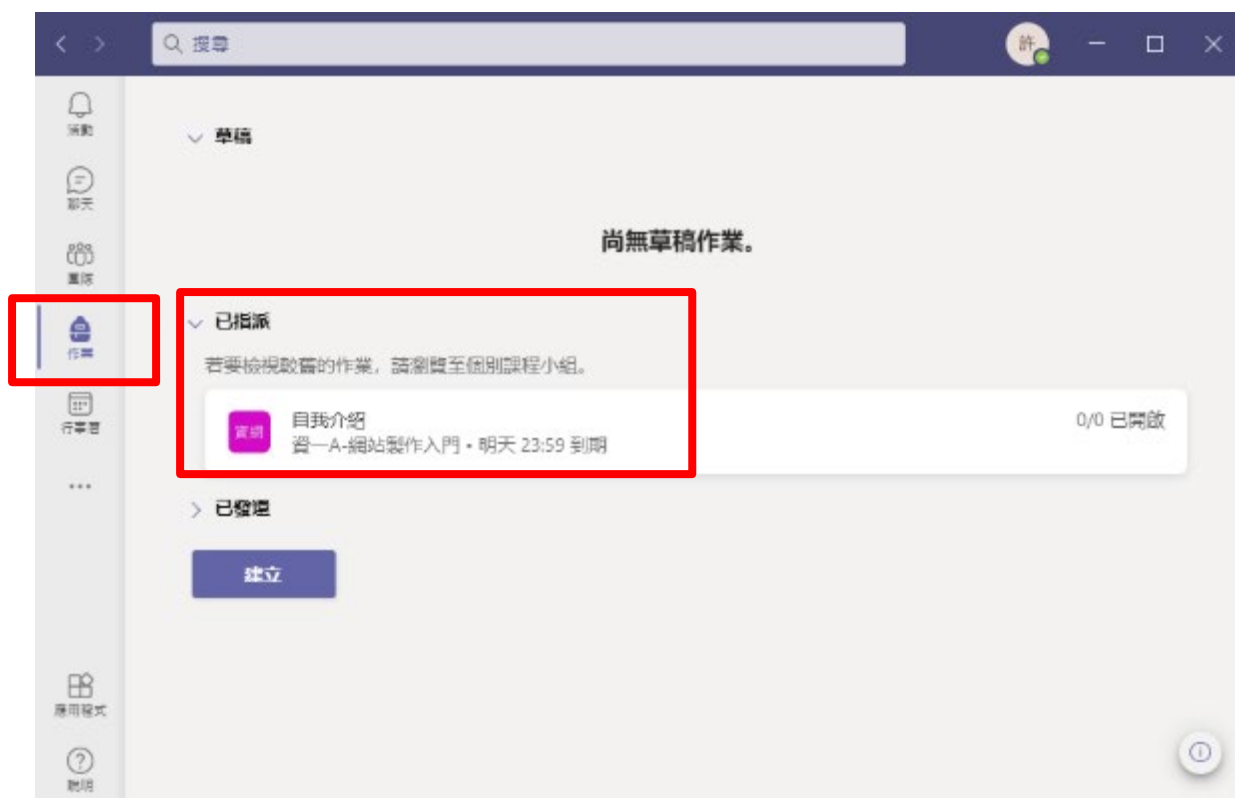 搜尋
許
活動
聊天
團隊
作業
行事曆
...
應用程式
說明
草稿
尚無草稿作業。
已指派
若要檢視較舊的作業，請瀏覽至個別課程小組。
資網
自我介紹
資一A-網站製作入門・明天 23:59 到期
0/0 已開啟
已發還
建立